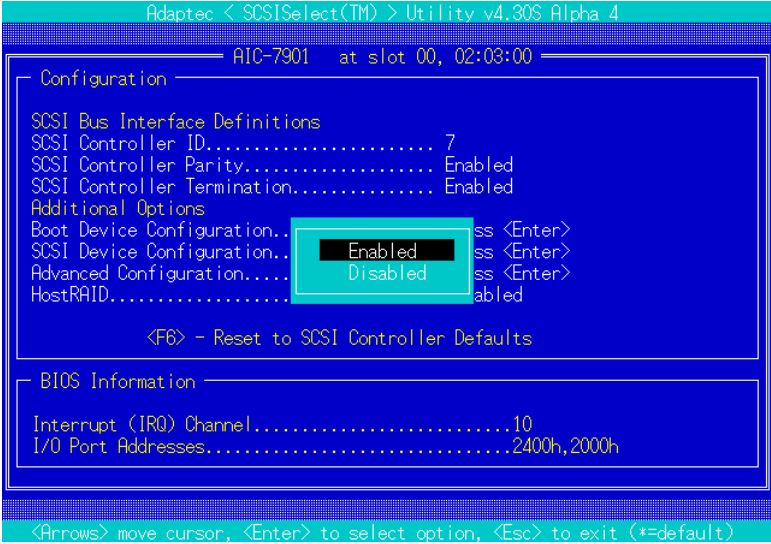 Adaptec < SCSISelect(TM) > Utility v4.30S Alpha 4
AIC-7901 at slot 00, 02:03:00
Configuration
SCSI Bus Interface Definitions
SCSI Controller ID........................ 7
SCSI Controller Parity.................... Enabled
SCSI Controller Termination............... Enabled
Additional Options
Boot Device Configuration.. ss <Enter>
SCSI Device Configuration.. Enabled ss <Enter>
Advanced Configuration..... Disabled ss <Enter>
HostRAID................... abled
<F6> - Reset to SCSI Controller Defaults
BIOS Information
Interrupt (IRQ) Channel...........................10
I/O Port Addresses................................2400h,2000h
<Arrows> move cursor, <Enter> to select option, <Esc> to exit (*=default)